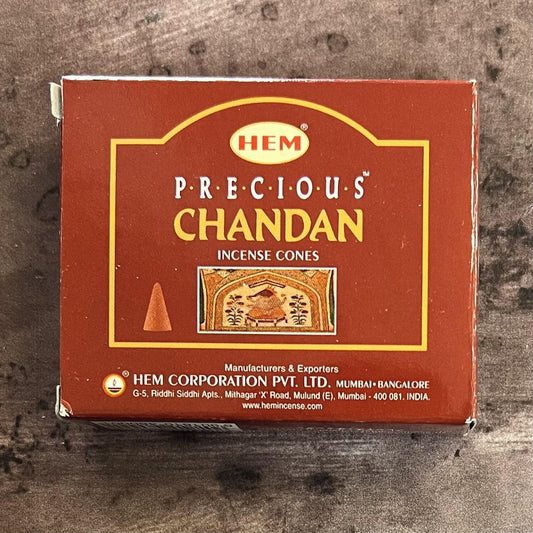 HEM®
P·R·E·C·I·O·U·S™
CHANDAN
INCENSE CONES
Manufacturers & Exporters
® HEM CORPORATION PVT. LTD. MUMBAI•BANGALORE
G-5, Riddhi Siddhi Apts., Mithagar 'X' Road, Mulund (E), Mumbai - 400 081. INDIA.
www.hemincense.com